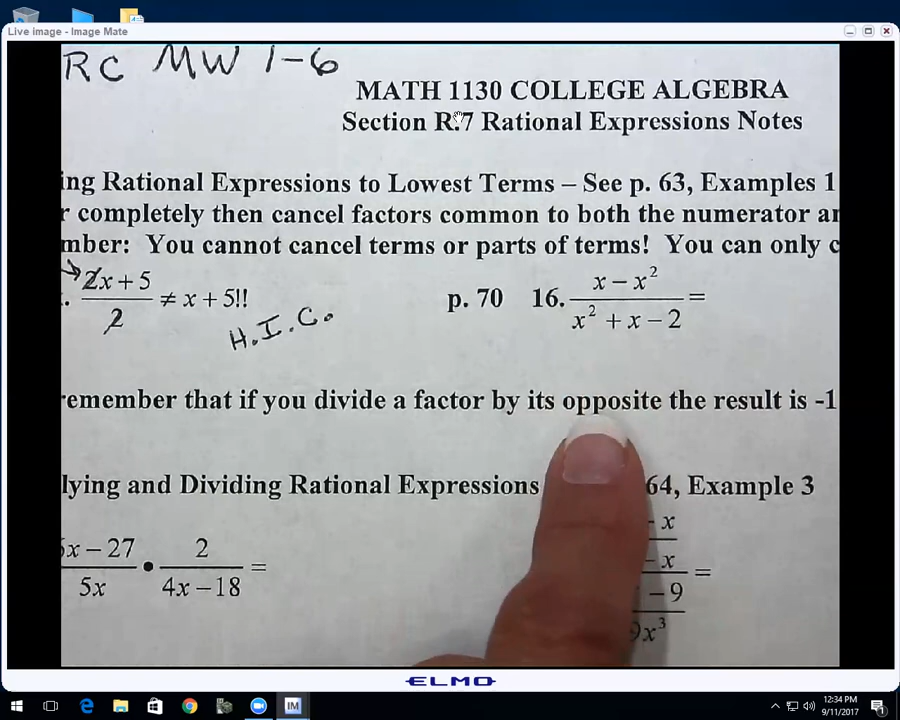 Live image - Image Mate
RC MW 1-6
MATH 1130 COLLEGE ALGEBRA
Section R.7 Rational Expressions Notes
ing Rational Expressions to Lowest Terms – See p. 63, Examples 1
r completely then cancel factors common to both the numerator a
mber: You cannot cancel terms or parts of terms! You can only c
2x + 5
2
≠ x + 5!!
H.I.C.
p. 70 16.
x – x²
x² + x – 2
=
remember that if you divide a factor by its opposite the result is -1
lying and Dividing Rational Expressions
64, Example 3
x – 27
5x
•
2
4x – 18
=
- x
- x
- 9
9x³
=
ELMO
12:34 PM
9/11/2017